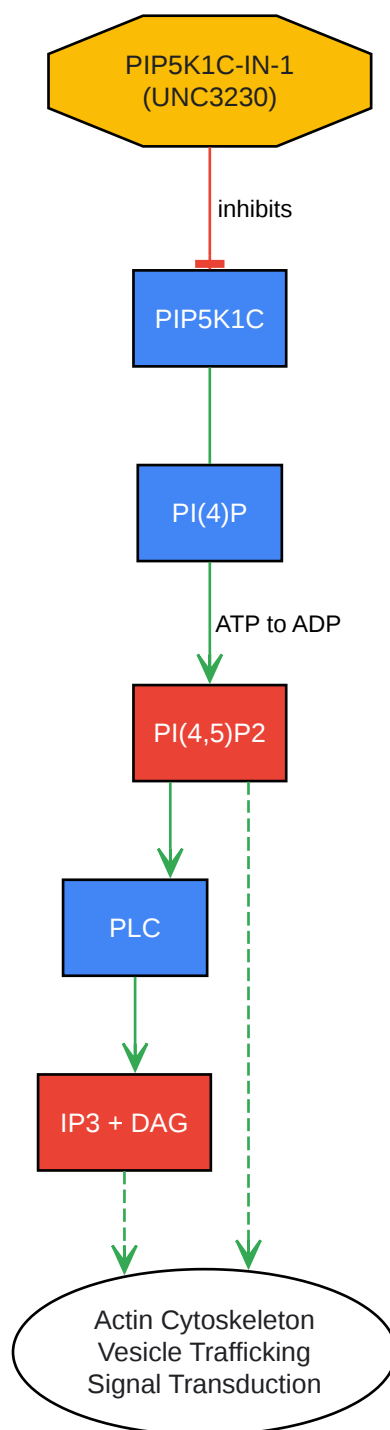 PIP5K1C-IN-1
(UNC3230)
inhibits
PIP5K1C
PI(4)P
ATP to ADP
PI(4,5)P2
PLC
IP3 + DAG
Actin Cytoskeleton
Vesicle Trafficking
Signal Transduction